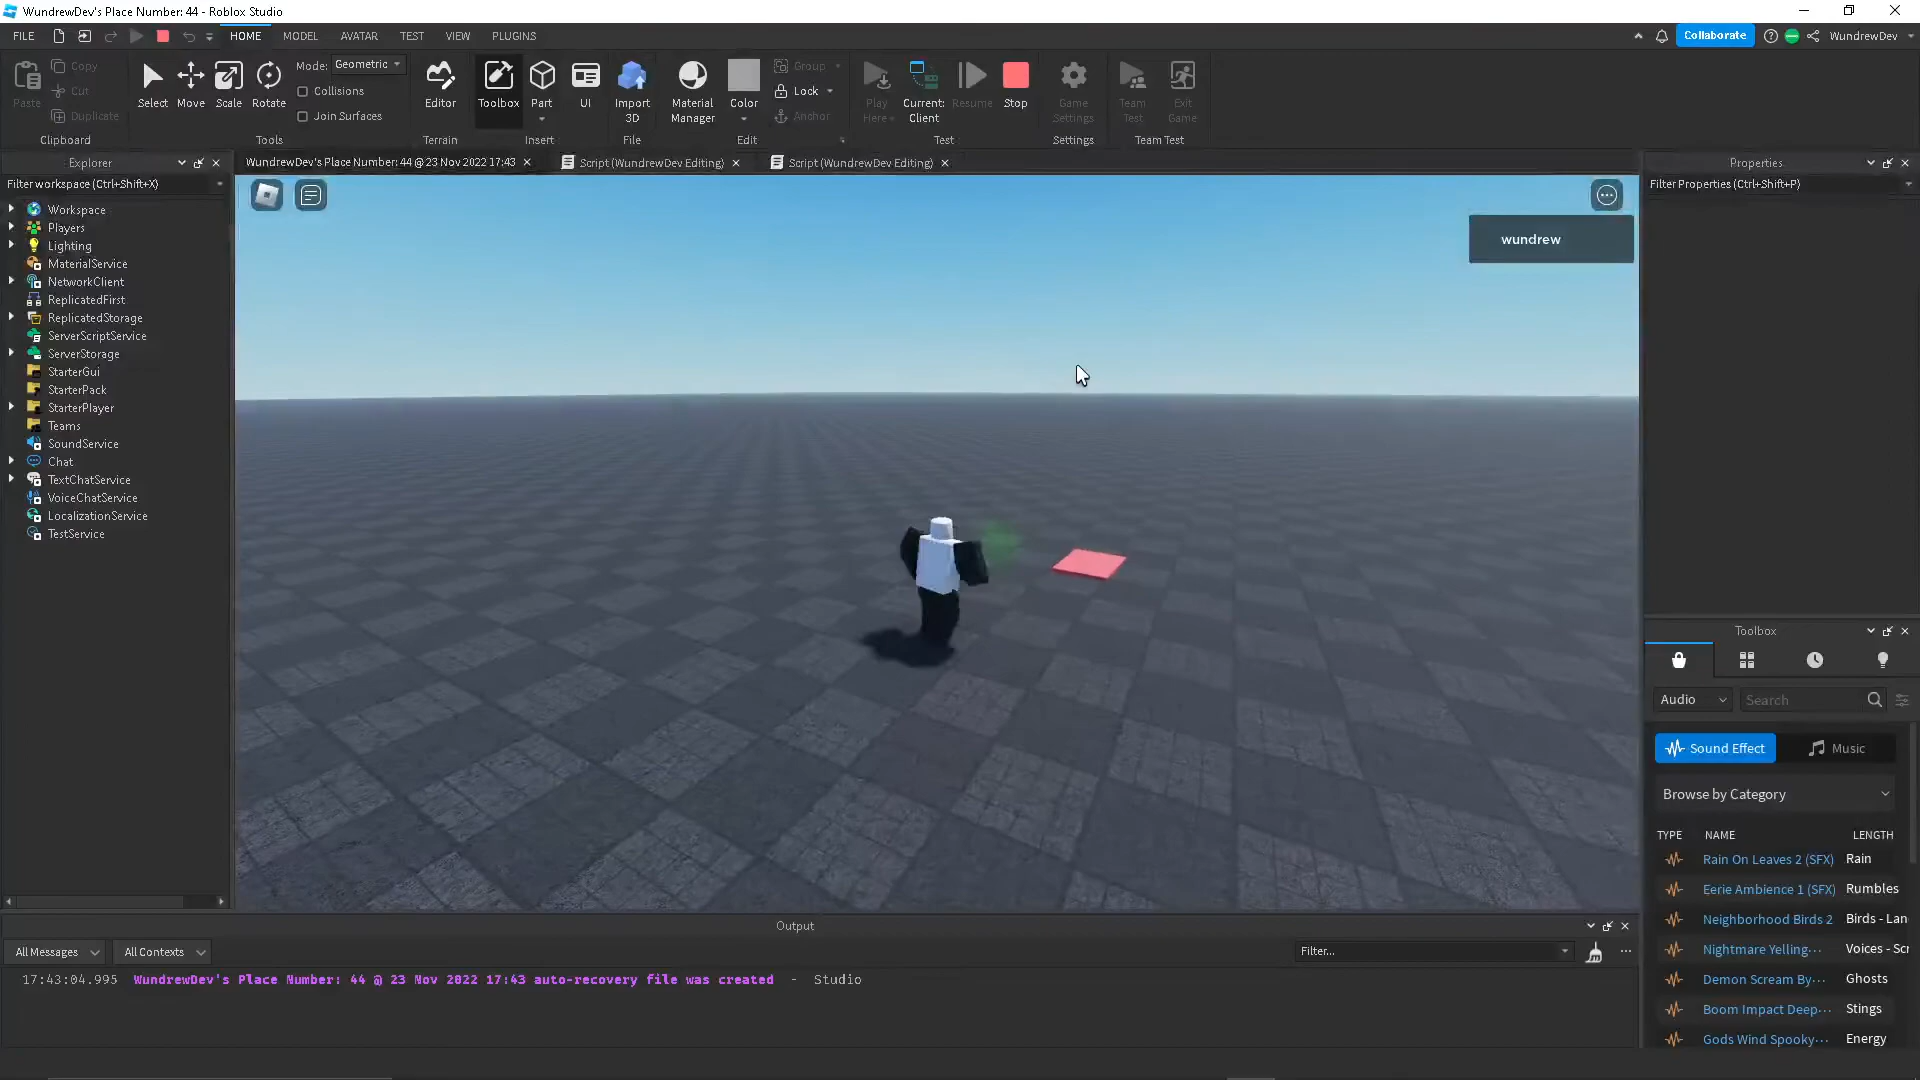 WundrewDev's Place Number: 44 - Roblox Studio
FILE HOME MODEL AVATAR TEST VIEW PLUGINS Collaborate WundrewDev
Paste Copy Cut Duplicate Clipboard
Select Move Scale Rotate Mode: Geometric Collisions Join Surfaces Tools
Editor Terrain
Toolbox Part UI Insert
Import 3D File
Material Manager Color Group Lock Anchor Edit
Play Here Current: Client Resume Stop Test
Game Settings Settings
Team Test Exit Game Team Test
Explorer
Filter workspace (Ctrl+Shift+X)
Workspace
Players
Lighting
MaterialService
NetworkClient
ReplicatedFirst
ReplicatedStorage
ServerScriptService
ServerStorage
StarterGui
StarterPack
StarterPlayer
Teams
SoundService
Chat
TextChatService
VoiceChatService
LocalizationService
TestService
WundrewDev's Place Number: 44 @ 23 Nov 2022 17:43 Script (WundrewDev Editing) Script (WundrewDev Editing)
wundrew
Properties
Filter Properties (Ctrl+Shift+P)
Toolbox
Audio Search
Sound Effect Music
Browse by Category
TYPE NAME LENGTH
Rain On Leaves 2 (SFX) Rain
Eerie Ambience 1 (SFX) Rumbles
Neighborhood Birds 2 Birds - Lan
Nightmare Yelling··· Voices - Scr
Demon Scream By··· Ghosts
Boom Impact Deep··· Stings
Gods Wind Spooky··· Energy
Output
All Messages All Contexts Filter...
17:43:04.995 WundrewDev's Place Number: 44 @ 23 Nov 2022 17:43 auto-recovery file was created - Studio